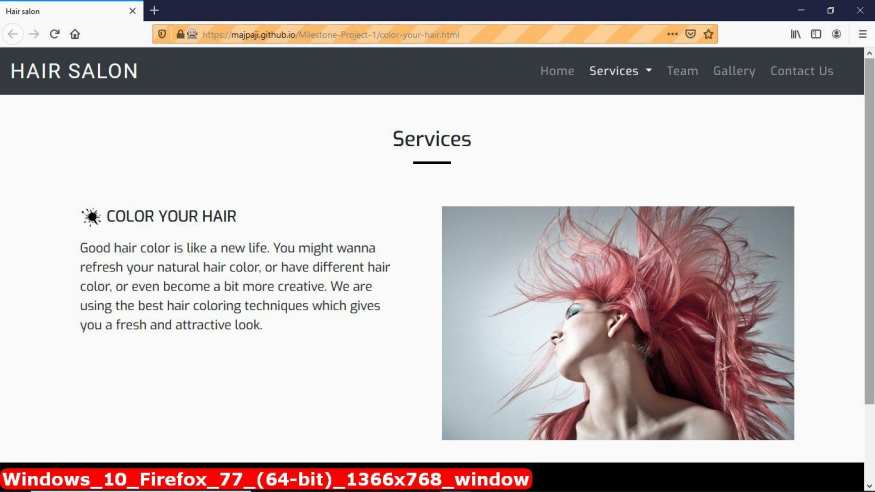 Hair salon
https://majpaji.github.io/Milestone-Project-1/color-your-hair.html
HAIR SALON
Home Services Team Gallery Contact Us
Services
COLOR YOUR HAIR
Good hair color is like a new life. You might wanna
refresh your natural hair color, or have different hair
color, or even become a bit more creative. We are
using the best hair coloring techniques which gives
you a fresh and attractive look.
Windows_10_Firefox_77_(64-bit)_1366x768_window